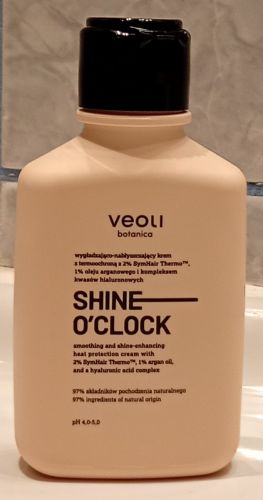 veoli
botanica
wygładzająco-nabłyszczający krem
z termoochroną z 2% SymHair Thermo™,
1% oleju arganowego i kompleksem
kwasów hialuronowych
SHINE
O'CLOCK
smoothing and shine-enhancing
heat protection cream with
2% SymHair Thermo™, 1% argan oil,
and a hyaluronic acid complex
97% składników pochodzenia naturalnego
97% ingredients of natural origin
pH 4,0-5,0